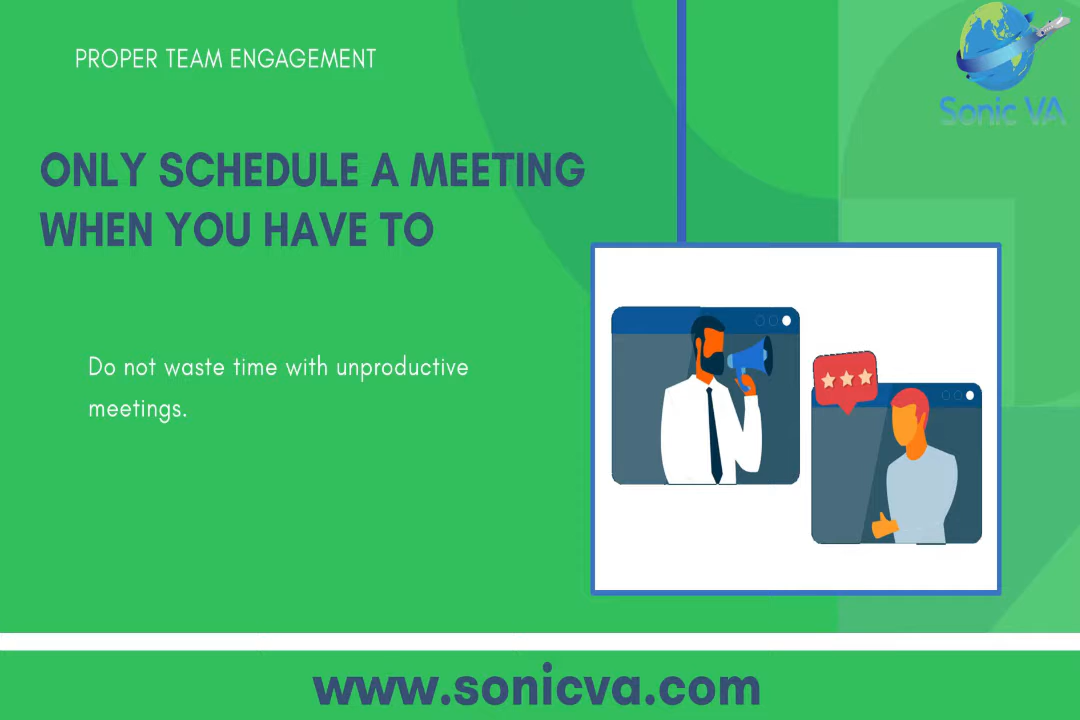 PROPER TEAM ENGAGEMENT
Sonic VA
ONLY SCHEDULE A MEETING
WHEN YOU HAVE TO
Do not waste time with unproductive
meetings.
www.sonicva.com